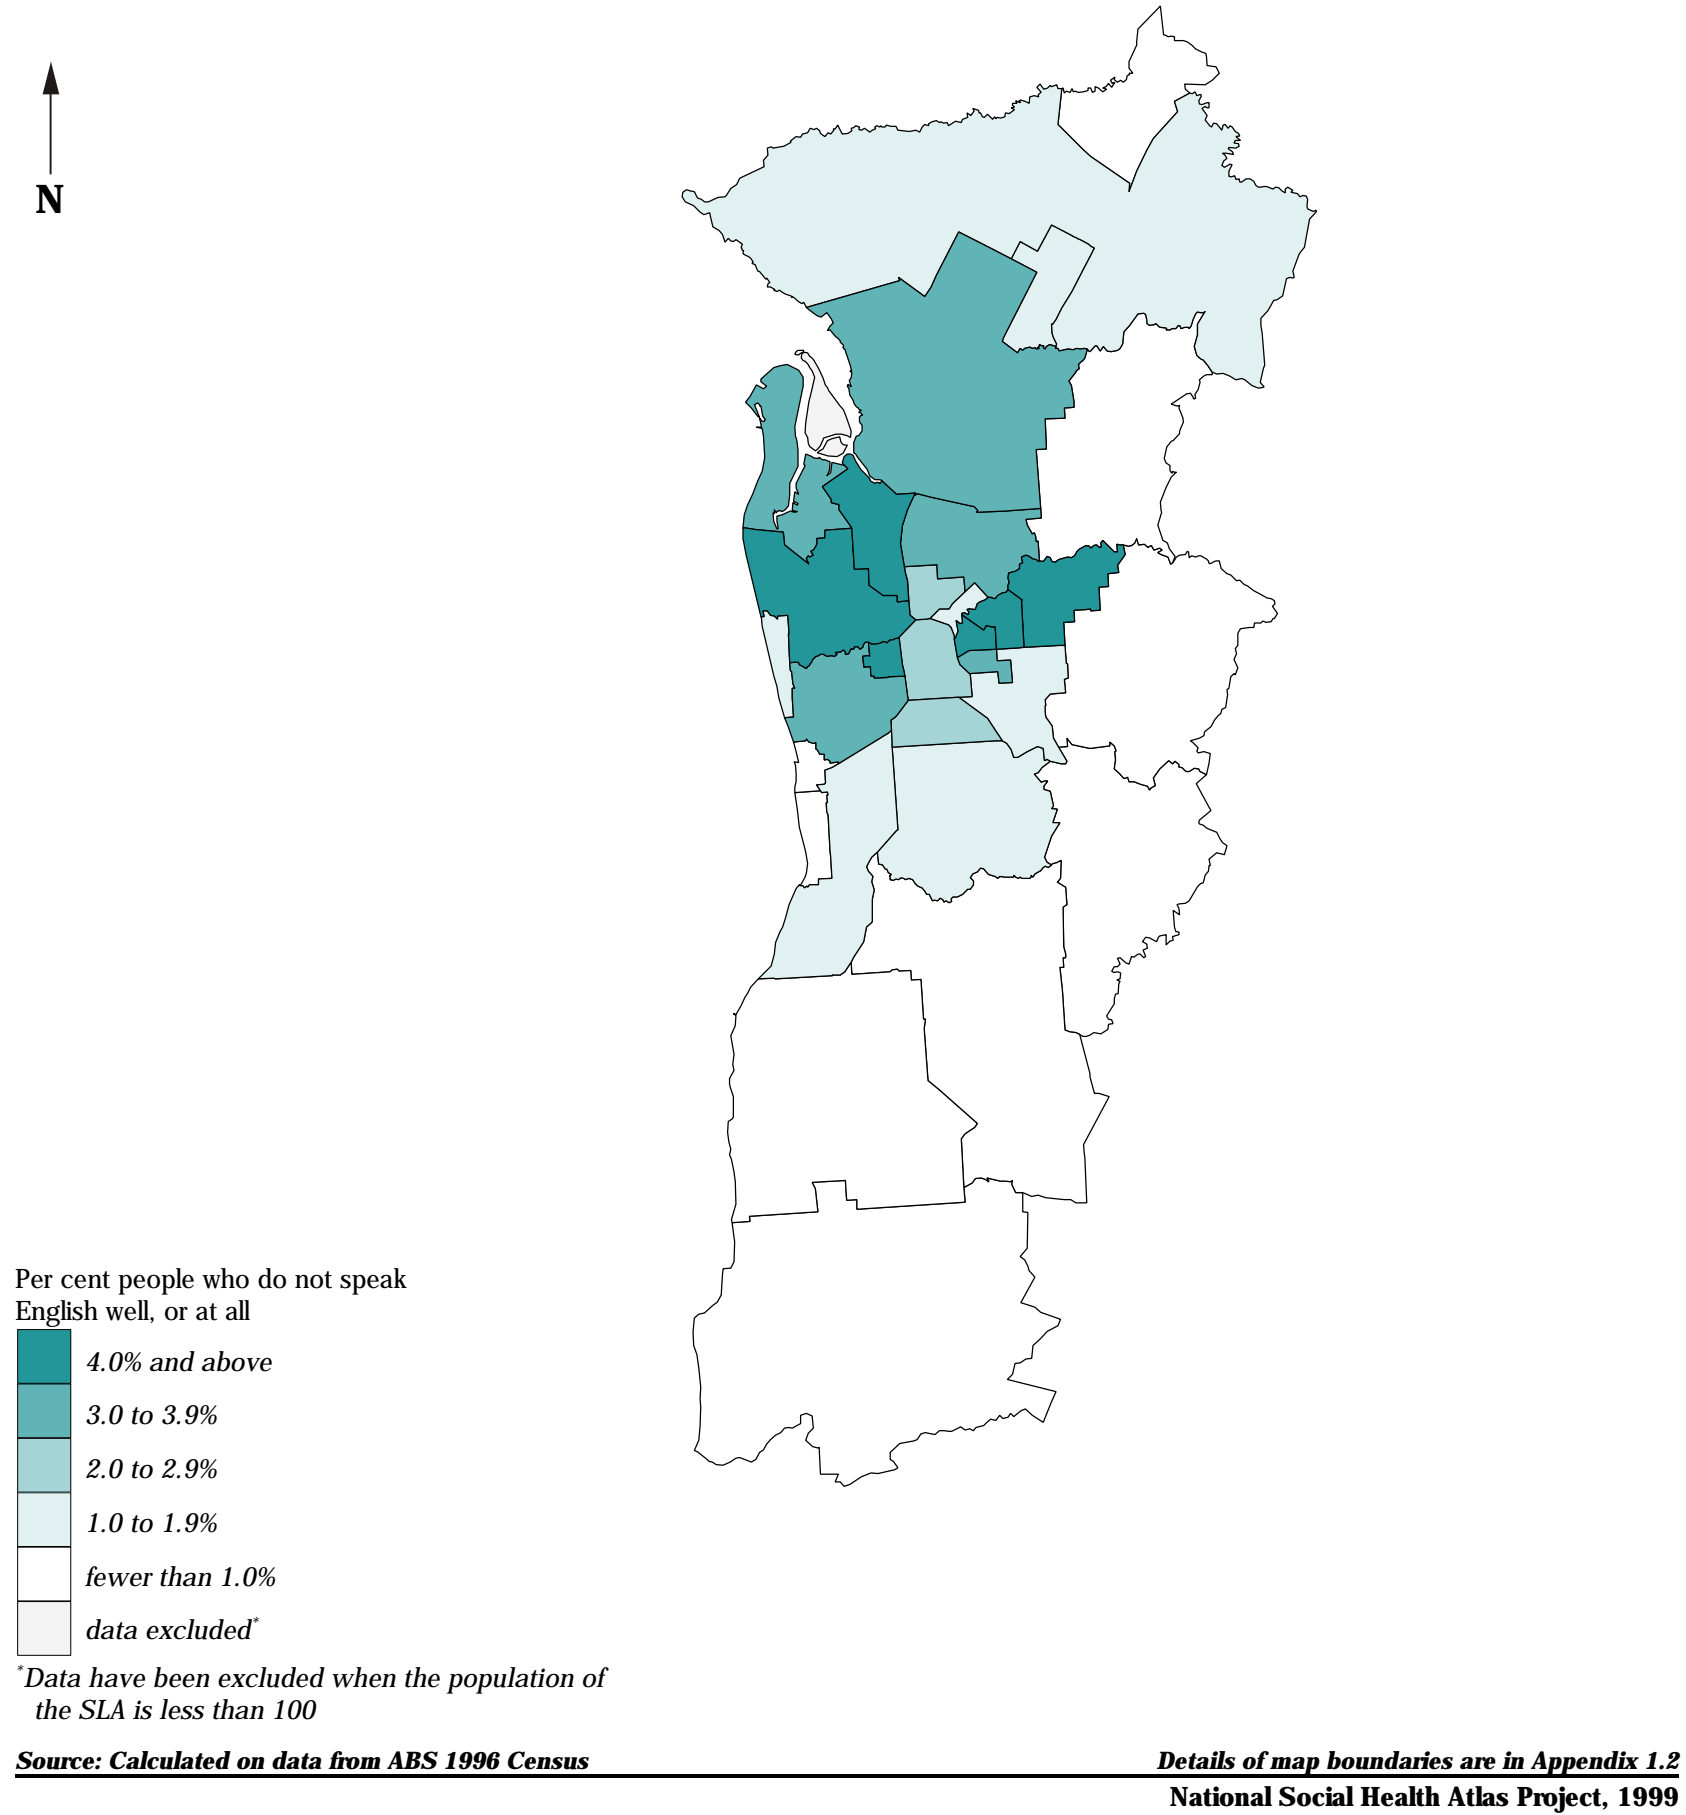 N
Per cent people who do not speak
English well, or at all
4.0% and above
3.0 to 3.9%
2.0 to 2.9%
1.0 to 1.9%
fewer than 1.0%
data excluded*
*Data have been excluded when the population of
the SLA is less than 100
Source: Calculated on data from ABS 1996 Census
Details of map boundaries are in Appendix 1.2
National Social Health Atlas Project, 1999